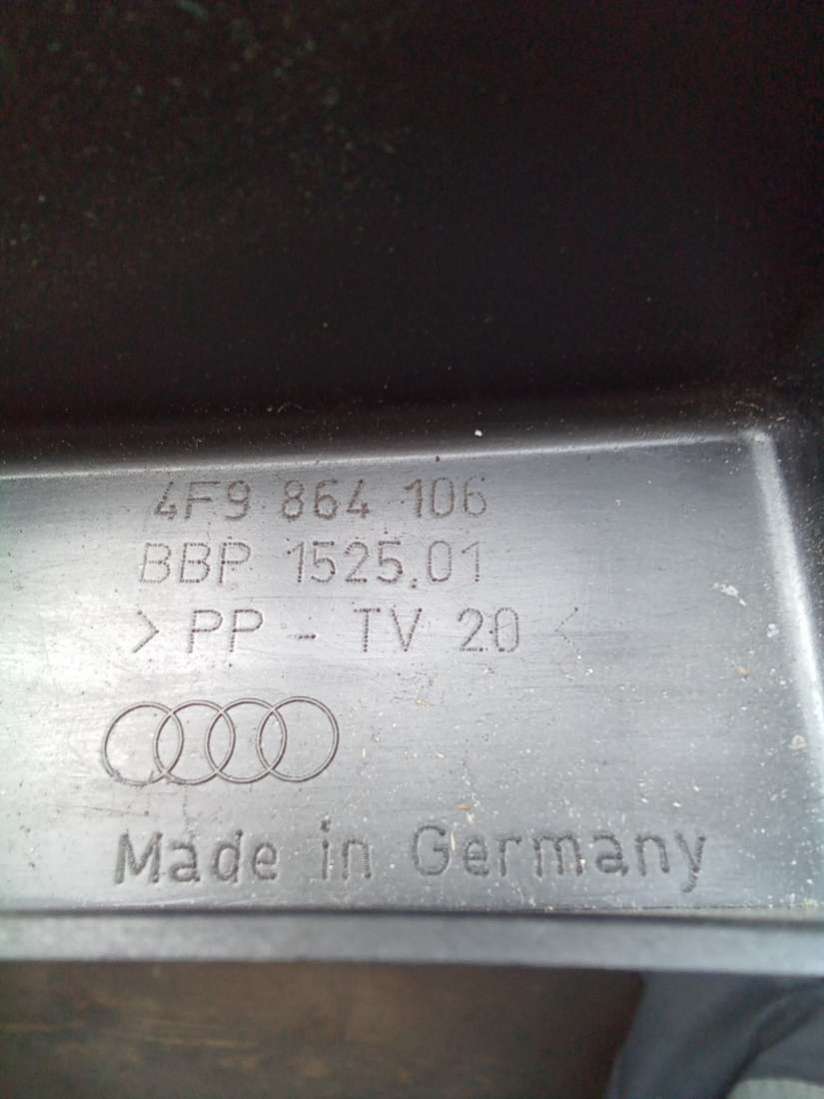 4F9 864 106
BBP 1525.01
>PP - TV 20<
Made in Germany